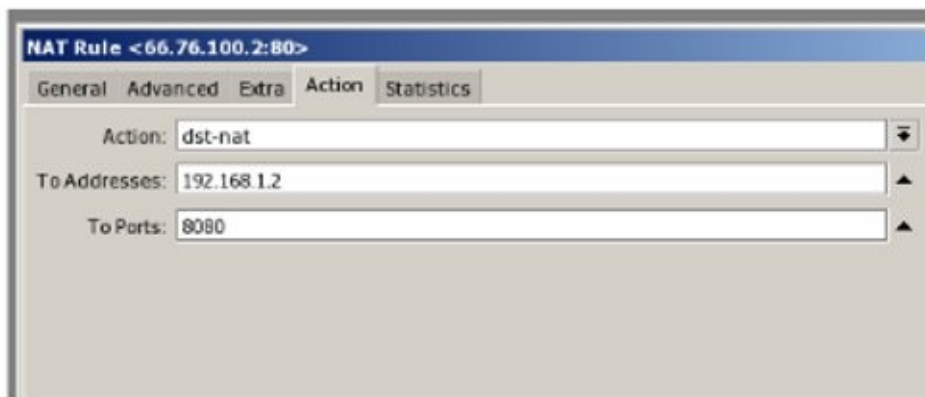 NAT Rule <66.76.100.2:80>
General Advanced Extra Action Statistics
Action: dst-nat
To Addresses: 192.168.1.2
To Ports: 8080